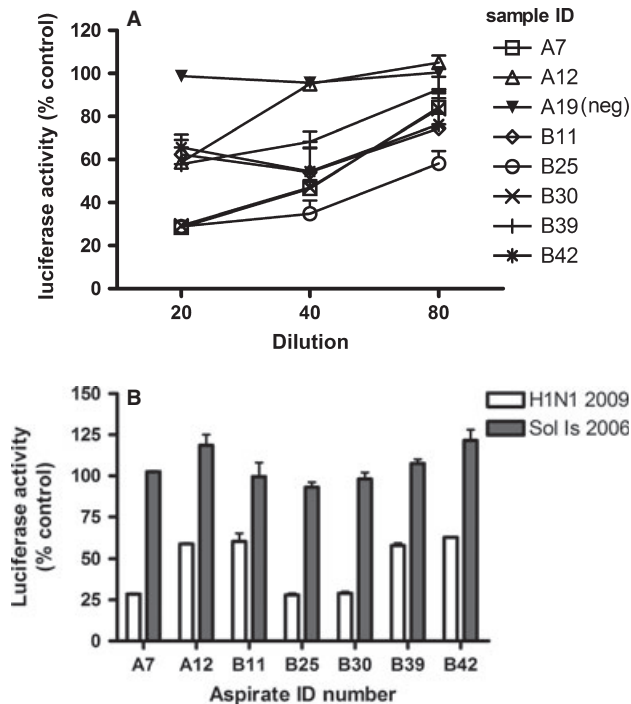 A
sample ID
A7
A12
A19 (neg)
B11
B25
B30
B39
B42
luciferase activity (% control)
120
100
80
60
40
20
0
20 40 80
Dilution
B
H1N1 2009
Sol Is 2006
Luciferase activity
(% control)
150
125
100
75
50
25
0
A7 A12 B11 B25 B30 B39 B42
Aspirate ID number